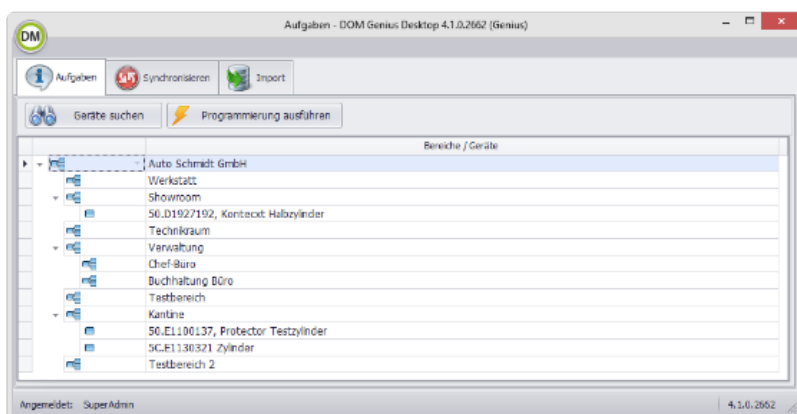 Aufgaben - DOM Genius Desktop 4.1.0.2662 (Genius)
DM
Aufgaben Synchronisieren Import
Geräte suchen Programmierung ausführen
Bereiche / Geräte
Auto Schmidt GmbH
Werkstatt
Showroom
50.D1927192, Kontecxt Halbzylinder
Technikraum
Verwaltung
Chef-Büro
Buchhaltung Büro
Testbereich
Kantine
50.E1100137, Protector Testzylinder
5C.E1130321 Zylinder
Testbereich 2
Angemeldet: SuperAdmin 4.1.0.2662